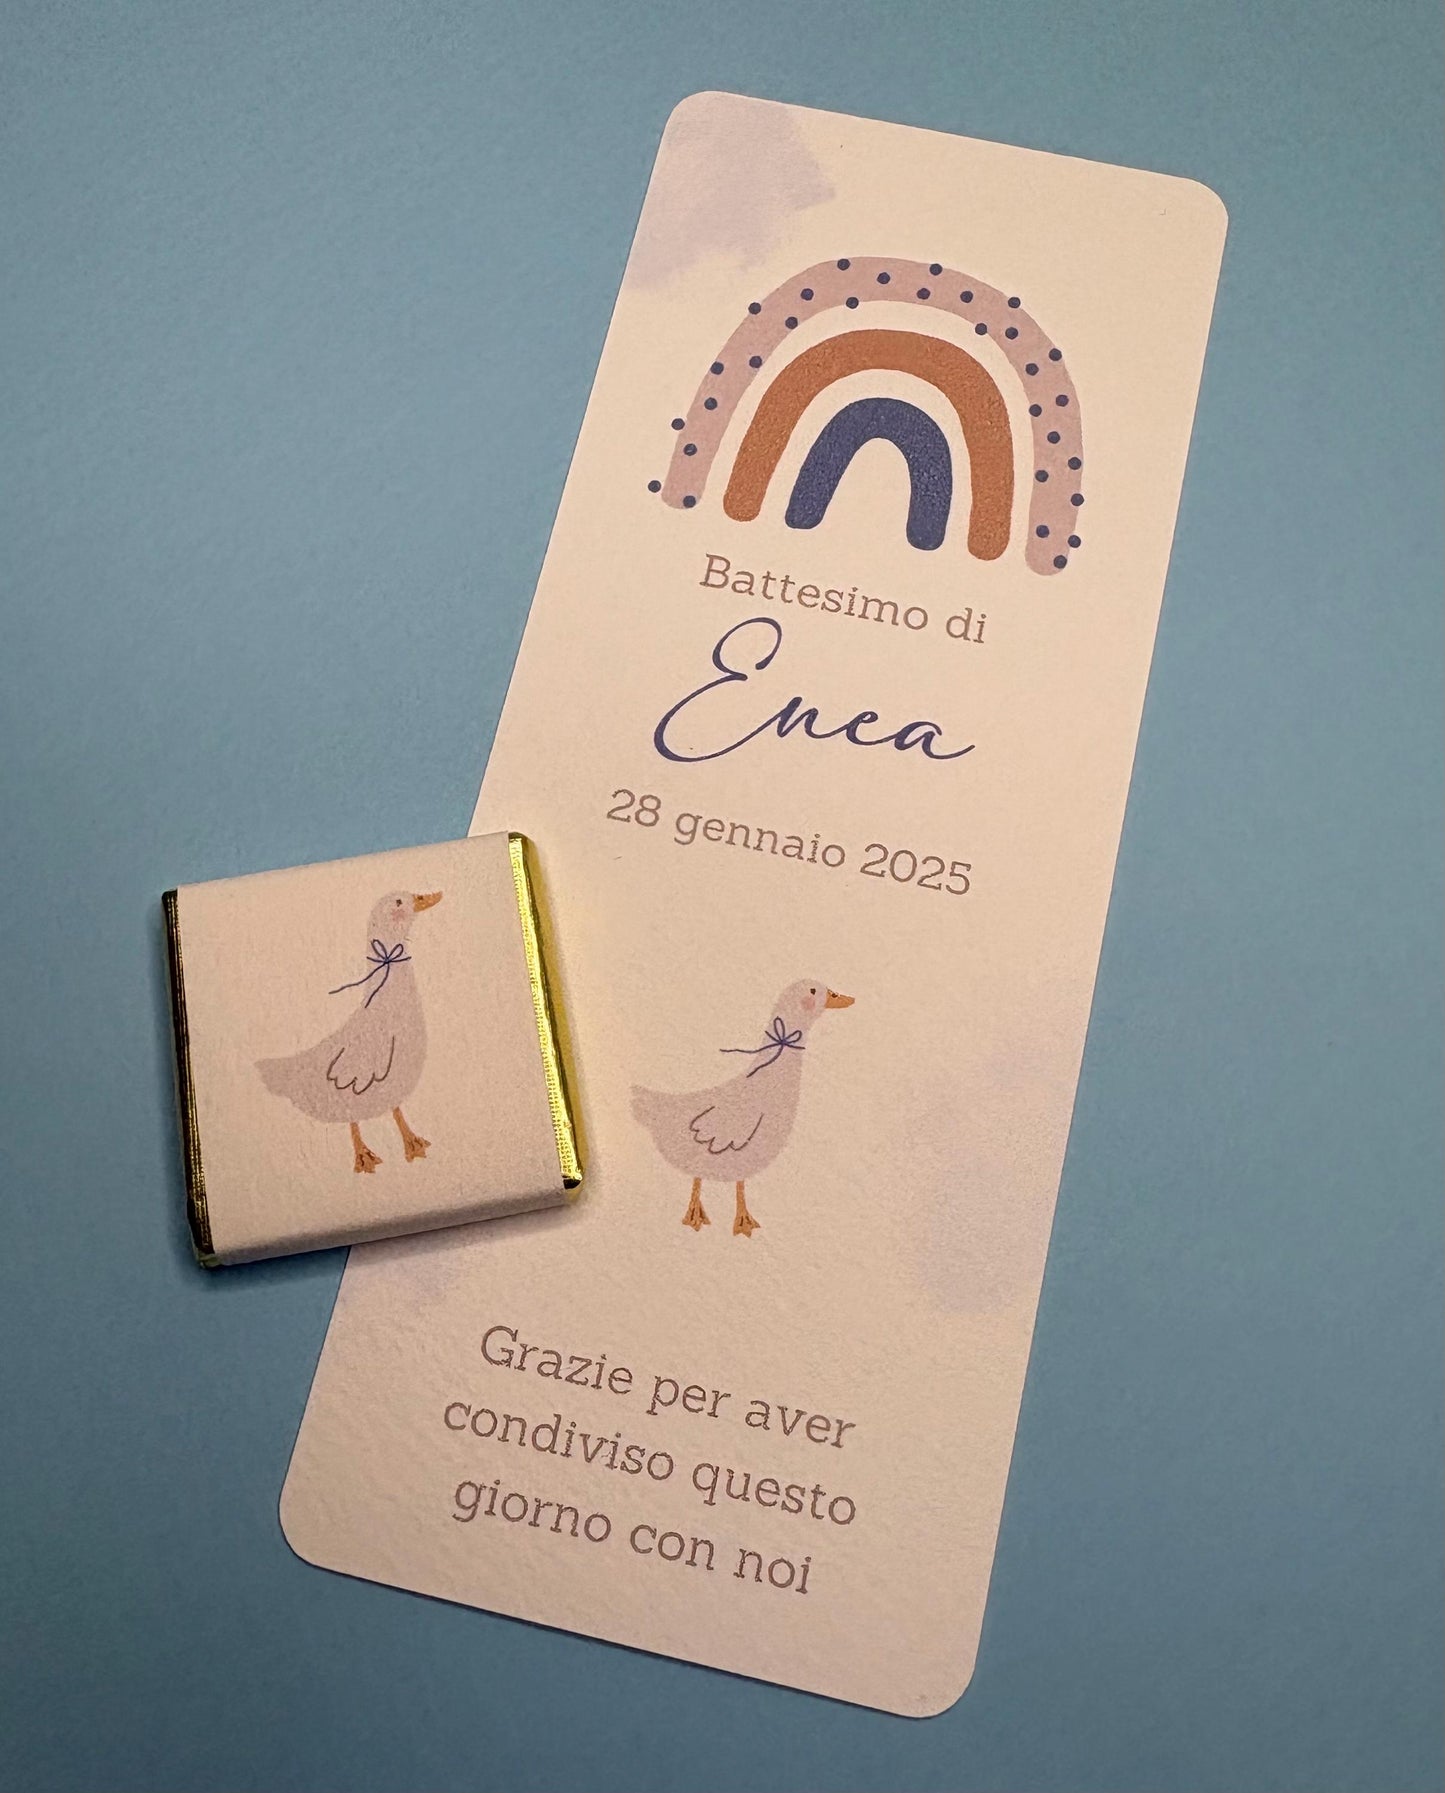 Battesimo di
Enea
28 gennaio 2025
Grazie per aver
condiviso questo
giorno con noi